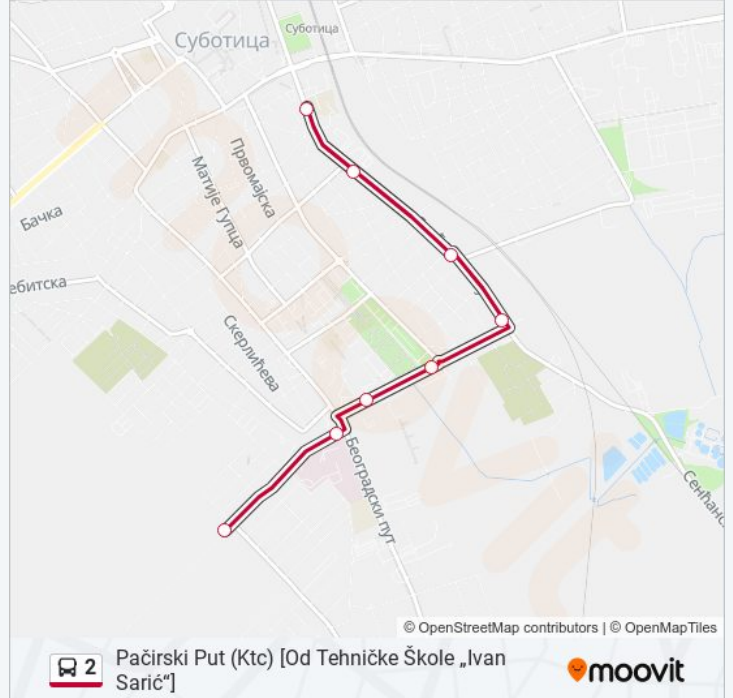 Суботица
Суботица
Првомајска
Матије Гупца
Бачка
ебитска
Скерлићева
Београдски пут
Сенћанс
© OpenStreetMap contributors | © OpenMapTiles
2
Pačirski Put (Ktc) [Od Tehničke Škole „Ivan
Sarić“]
moovit